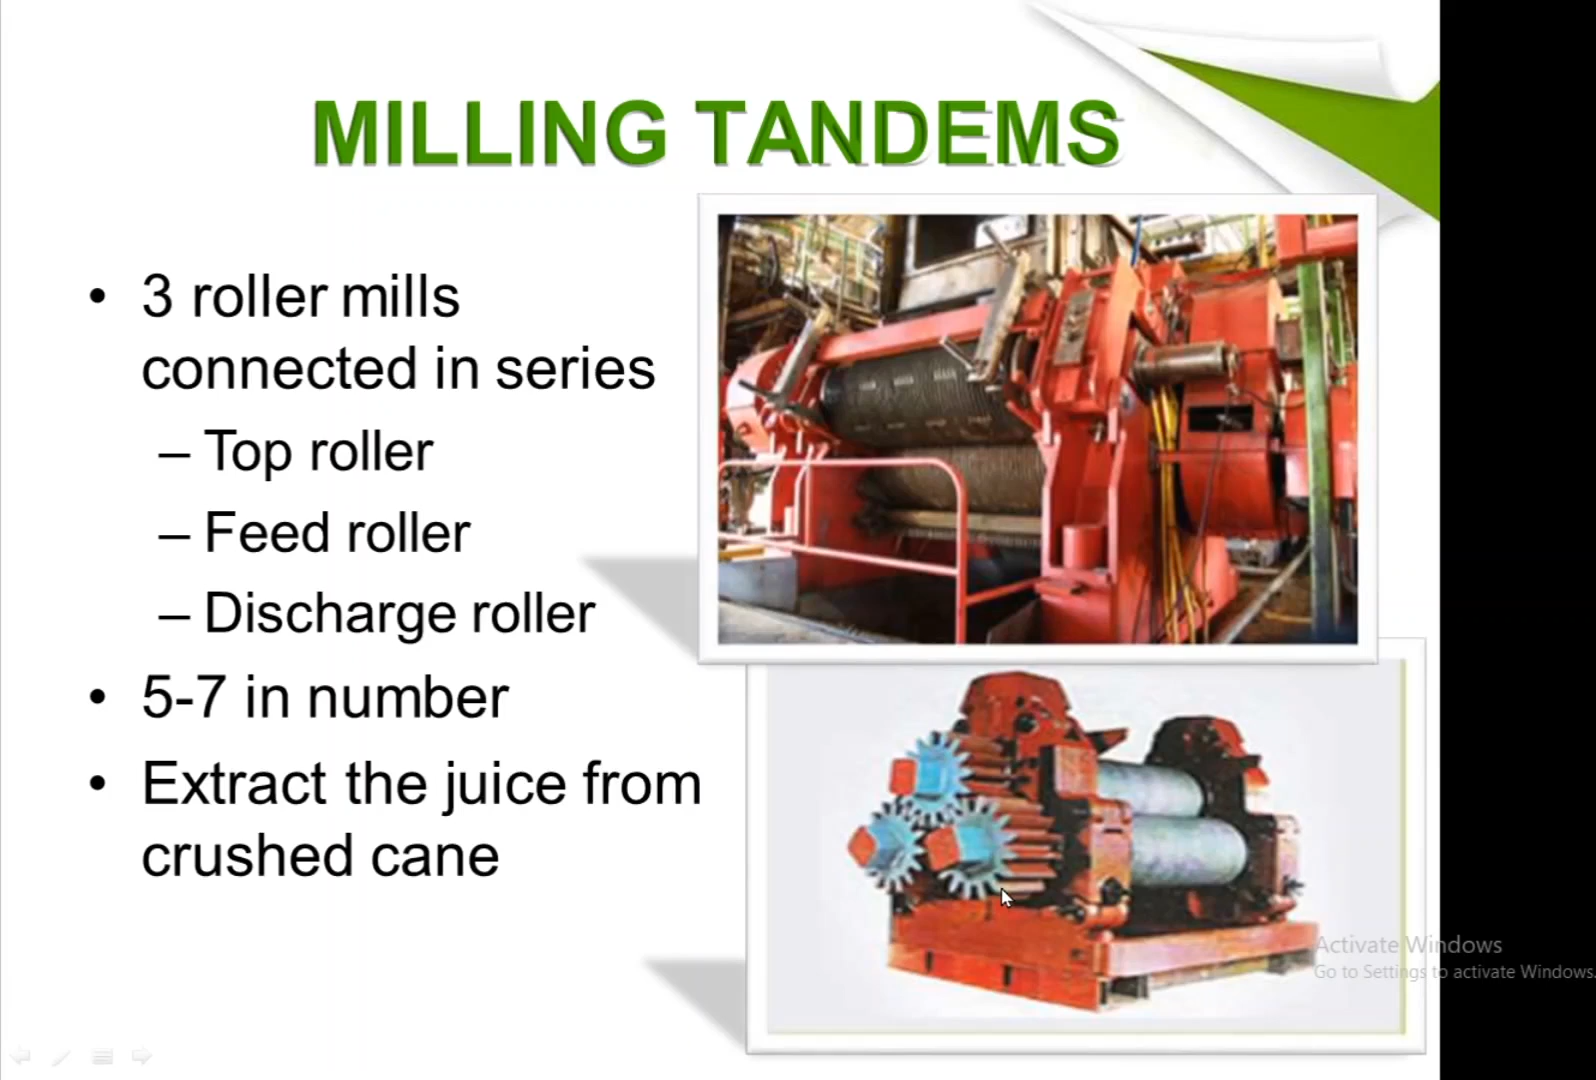 MILLING TANDEMS
• 3 roller mills
connected in series
– Top roller
– Feed roller
– Discharge roller
• 5-7 in number
• Extract the juice from
crushed cane
Activate Windows
Go to Settings to activate Windows.